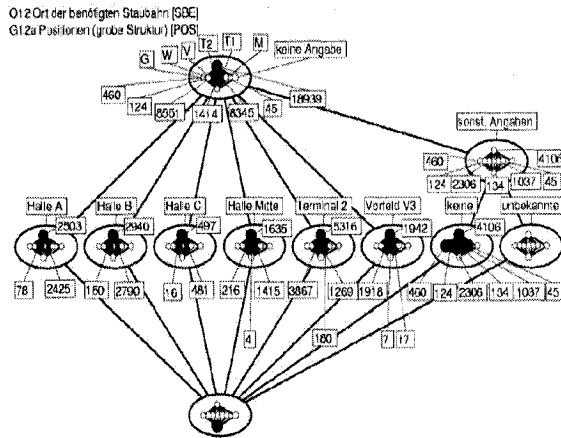 O12 Ort der benötigten Staubahn [SBE]
G12a Positionen (grobe Struktur) [POS]
G W V T2 T1 M keine Angabe
460 124 8551 1414 8345 45 18939
sonst. Angaben
460 4106
124 2306 134 1037 45
Halle A Halle B Halle C Halle Mitte Terminal 2 Vorfeld V3 keine unbekannte
2503 2940 497 1635 5316 1942 4106
78 2425 150 2790 16 481 216 1415 3867 1269 1918 460 124 2306 134 1037 45
4 180 7 17